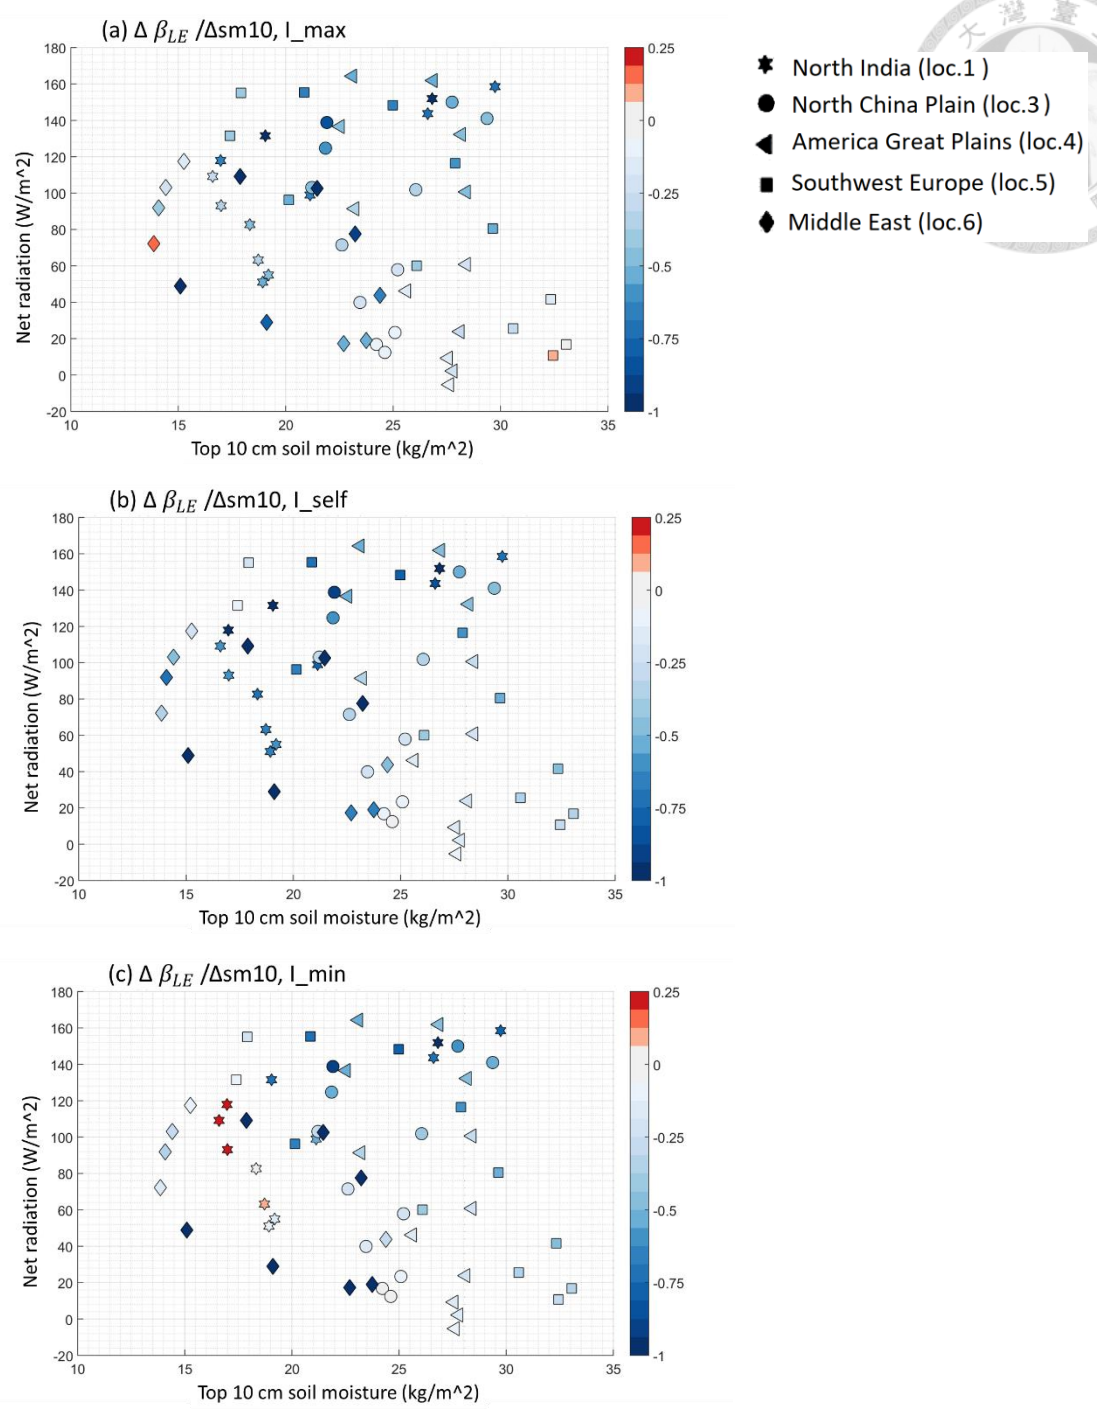 (a) Δ β_LE /Δsm10, I_max
180
160
140
120
100
80
60
40
20
0
-20
Net radiation (W/m^2)
10 15 20 25 30 35
Top 10 cm soil moisture (kg/m^2)
0.25
0
-0.25
-0.5
-0.75
-1
大 灣 臺
North India (loc.1 )
North China Plain (loc.3)
America Great Plains (loc.4)
Southwest Europe (loc.5)
Middle East (loc.6)
(b) Δ β_LE /Δsm10, I_self
180
160
140
120
100
80
60
40
20
0
-20
Net radiation (W/m^2)
10 15 20 25 30 35
Top 10 cm soil moisture (kg/m^2)
0.25
0
-0.25
-0.5
-0.75
-1
(c) Δ β_LE /Δsm10, I_min
180
160
140
120
100
80
60
40
20
0
-20
Net radiation (W/m^2)
10 15 20 25 30 35
Top 10 cm soil moisture (kg/m^2)
0.25
0
-0.25
-0.5
-0.75
-1